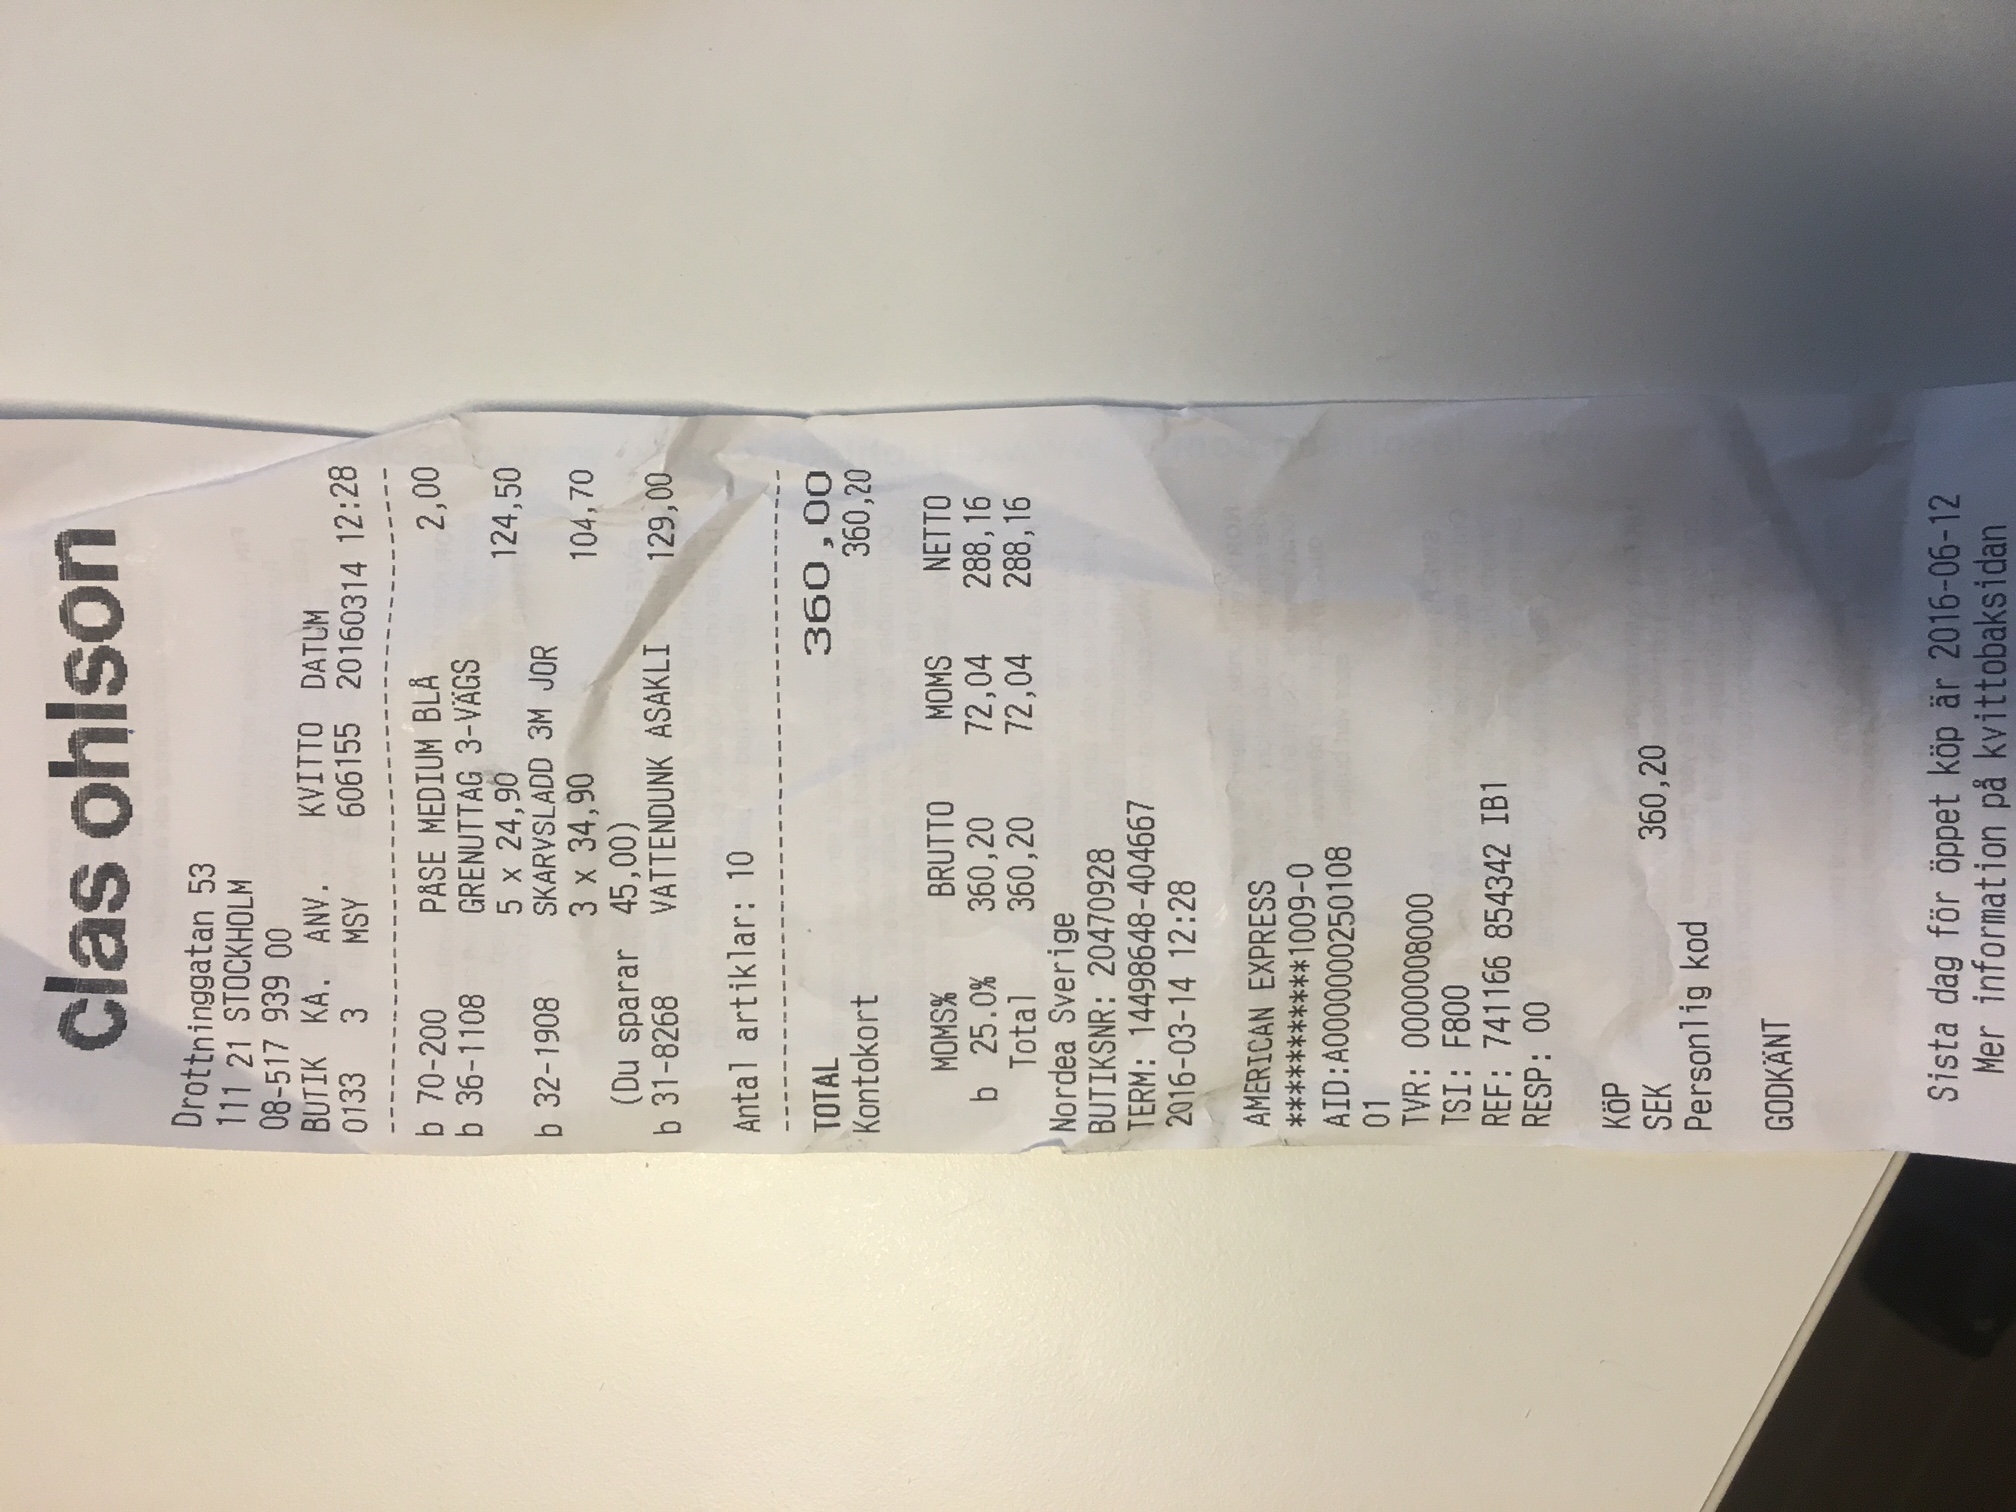 clas ohlson
Drottninggatan 53
111 21 STOCKHOLM
08-517 939 00
BUTIK KA. ANV. KVITTO DATUM
0133 3 MSY 606155 20160314 12:28
b 70-200 PÅSE MEDIUM BLÅ 2,00
b 36-1108 GRENUTTAG 3-VÄGS
5 x 24,90 124,50
b 32-1908 SKARVSLADD 3M JOR
3 x 34,90 104,70
(Du sparar 45,00)
b 31-8268 VATTENDUNK ASAKLI 129,00
Antal artiklar: 10
TOTAL 360,00
Kontokort 360,20
MOMS% BRUTTO MOMS NETTO
b 25.0% 360,20 72,04 288,16
Total 360,20 72,04 288,16
Nordea Sverige
BUTIKSNR: 20470928
TERM: 14498648-404667
2016-03-14 12:28
AMERICAN EXPRESS
***********1009-0
AID:A0000000250108
01
TVR: 0000008000
TSI: F800
REF: 741166 854342 IB1
RESP: 00
KöP
SEK 360,20
Personlig kod
GODKÄNT
Sista dag för öppet köp är 2016-06-12
Mer information på kvittobaksidan